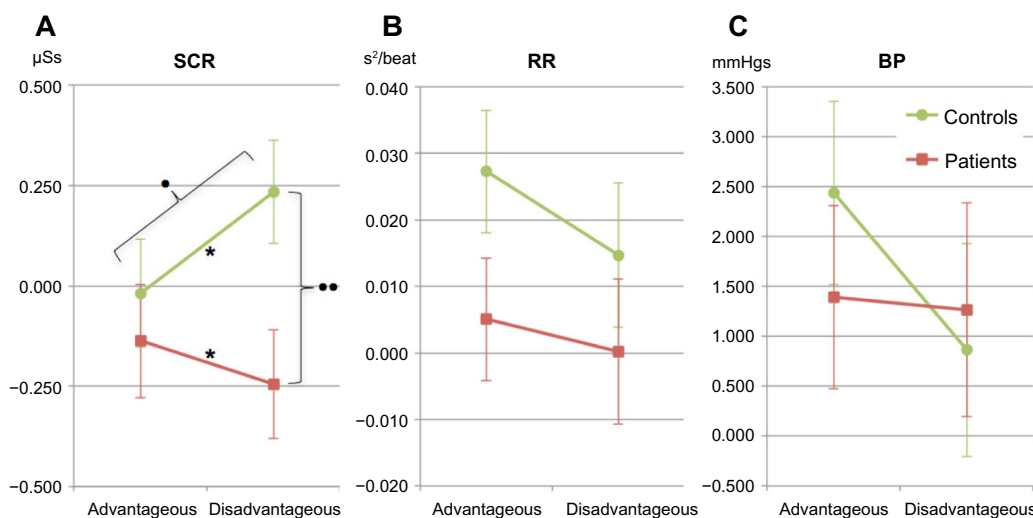 A
µSs
SCR
0.500
0.250
0.000
−0.250
−0.500
*
*
Advantageous Disadvantageous
B
s²/beat
RR
0.040
0.030
0.020
0.010
0.000
−0.010
−0.020
Advantageous Disadvantageous
C
mmHgs
BP
3.500
3.000
2.500
2.000
1.500
1.000
0.500
0.000
−0.500
Controls
Patients
Advantageous Disadvantageous